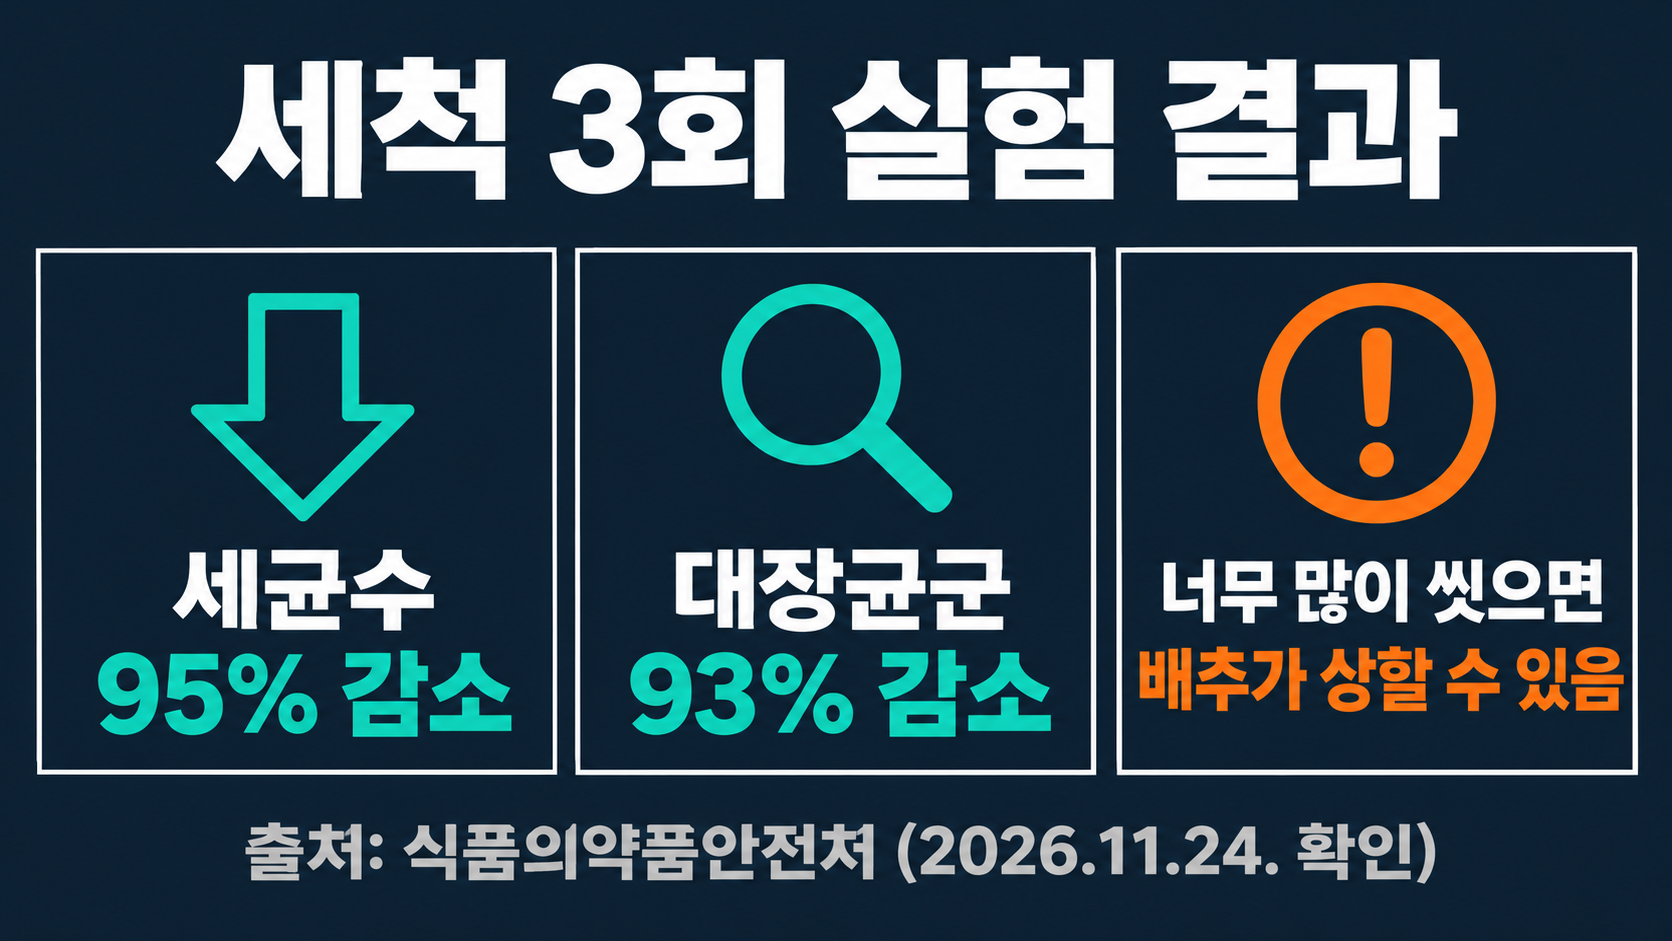 세척 3회 실험 결과
세균수
95% 감소
대장균군
93% 감소
너무 많이 씻으면
배추가 상할 수 있음
출처: 식품의약품안전처 (2026.11.24. 확인)